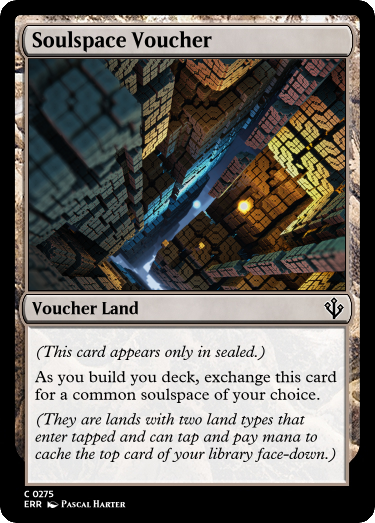 Soulspace Voucher
Voucher Land
(This card appears only in sealed.)
As you build you deck, exchange this card
for a common soulspace of your choice.
(They are lands with two land types that
enter tapped and can tap and pay mana to
cache the top card of your library face-down.)
C 0275
ERR Pascal Harter